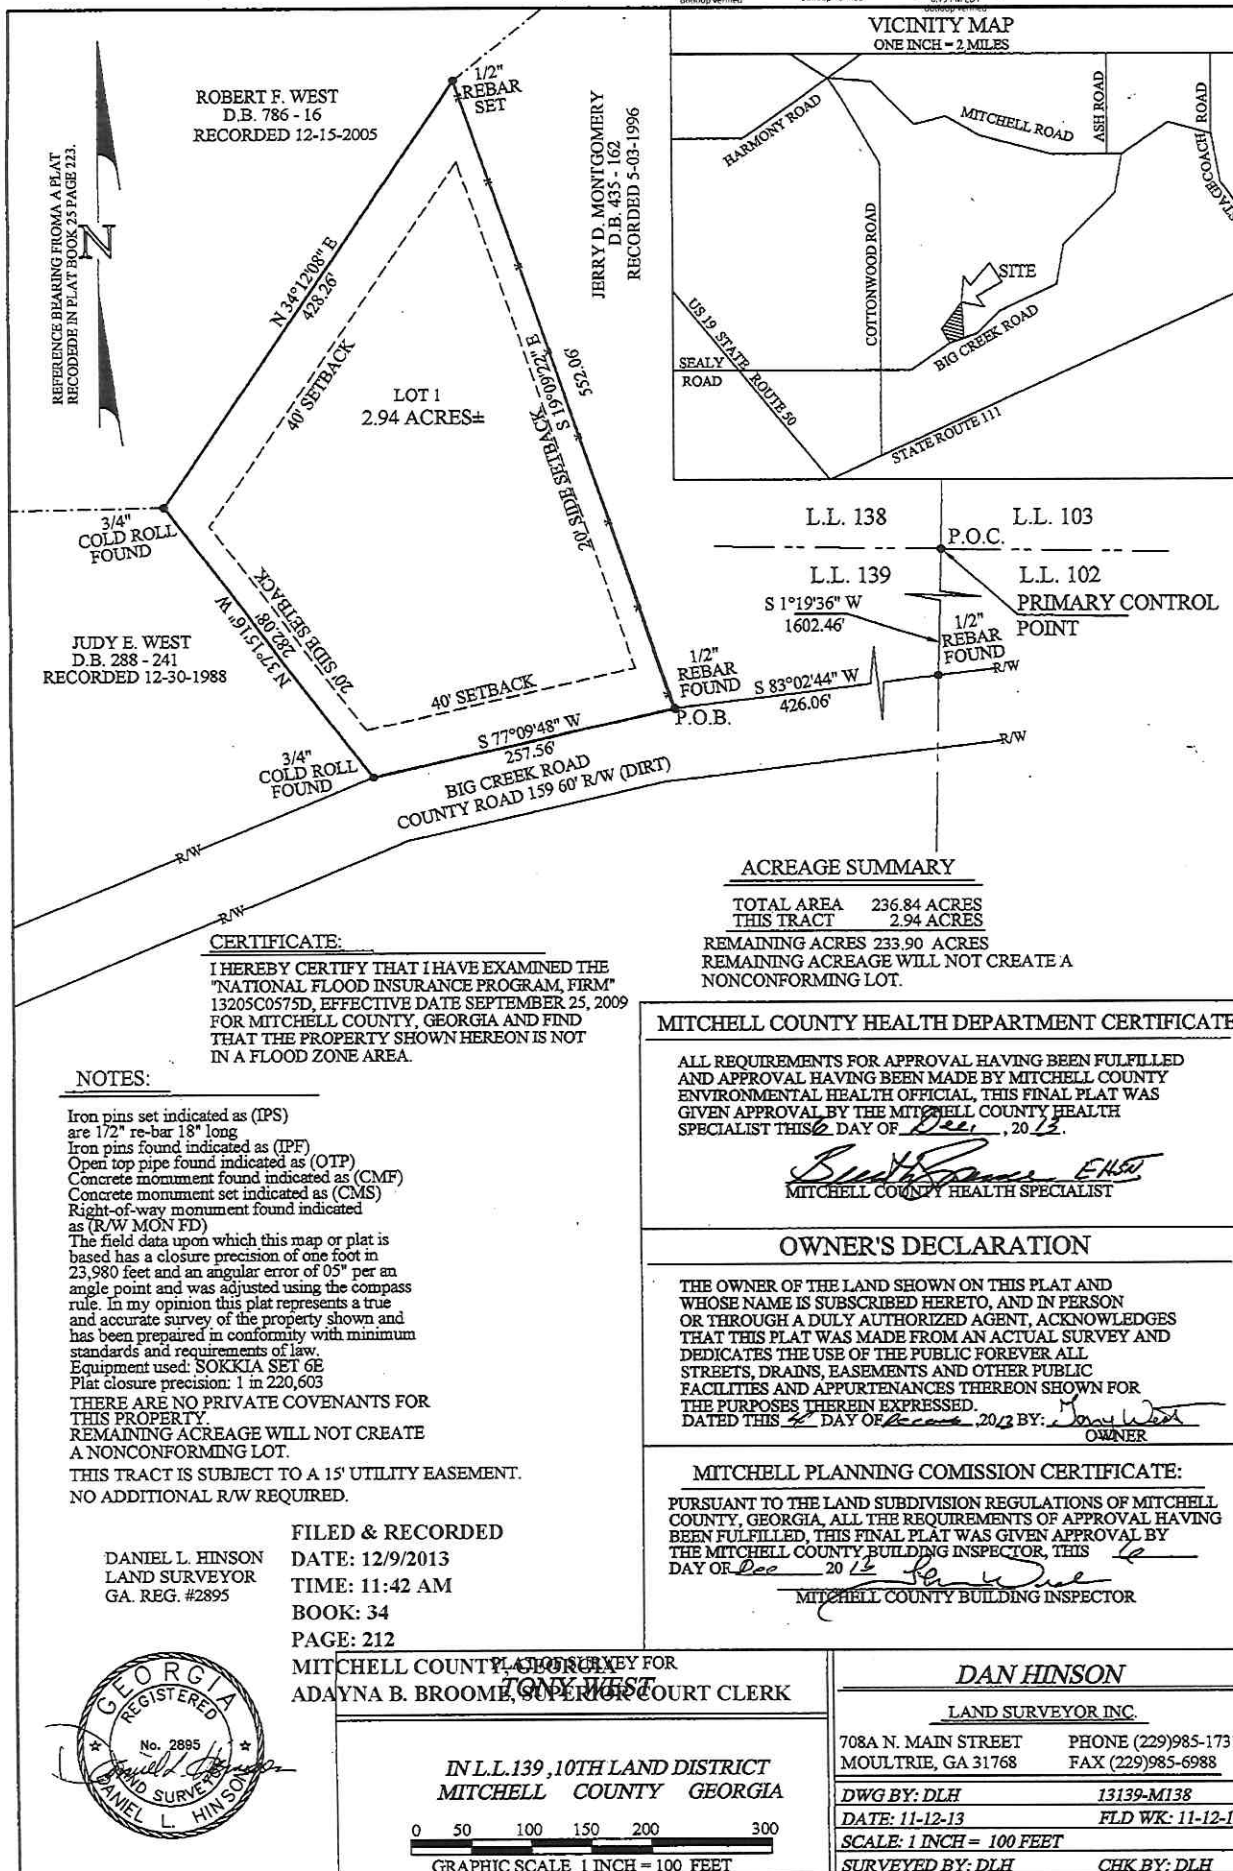 VICINITY MAP
ONE INCH = 2 MILES
HARMONY ROAD
MITCHELL ROAD
ASH ROAD
STAGECOACH ROAD
COTTONWOOD ROAD
SITE
BIG CREEK ROAD
US 19 STATE ROUTE 50
SEALY
ROAD
STATE ROUTE 111
REFERENCE BEARING FROMA A PLAT
RECODEDE IN PLAT BOOK 25 PAGE 223.
N
ROBERT F. WEST
D.B. 786 - 16
RECORDED 12-15-2005
1/2"
REBAR
SET
JERRY D. MONTGOMERY
D.B. 435 - 162
RECORDED 5-03-1996
N 34°12'08" E
428.26'
40' SETBACK
LOT 1
2.94 ACRES±
S 19°09'22" E
552.06'
20' SIDE SETBACK
3/4"
COLD ROLL
FOUND
N 37°15'16" W
282.08'
20' SIDE SETBACK
JUDY E. WEST
D.B. 288 - 241
RECORDED 12-30-1988
40' SETBACK
S 77°09'48" W
257.56'
3/4"
COLD ROLL
FOUND
1/2"
REBAR
FOUND
P.O.B.
S 83°02'44" W
426.06'
BIG CREEK ROAD
COUNTY ROAD 159 60' R/W (DIRT)
R/W
R/W
R/W
R/W
L.L. 138
L.L. 103
P.O.C.
L.L. 139
L.L. 102
PRIMARY CONTROL
POINT
S 1°19'36" W
1602.46'
1/2"
REBAR
FOUND
ACREAGE SUMMARY
TOTAL AREA 236.84 ACRES
THIS TRACT 2.94 ACRES
REMAINING ACRES 233.90 ACRES
REMAINING ACREAGE WILL NOT CREATE A
NONCONFORMING LOT.
CERTIFICATE:
I HEREBY CERTIFY THAT I HAVE EXAMINED THE
"NATIONAL FLOOD INSURANCE PROGRAM, FIRM"
13205C0575D, EFFECTIVE DATE SEPTEMBER 25, 2009
FOR MITCHELL COUNTY, GEORGIA AND FIND
THAT THE PROPERTY SHOWN HEREON IS NOT
IN A FLOOD ZONE AREA.
NOTES:
Iron pins set indicated as (IPS)
are 1/2" re-bar 18" long
Iron pins found indicated as (IPF)
Open top pipe found indicated as (OTP)
Concrete monument found indicated as (CMF)
Concrete monument set indicated as (CMS)
Right-of-way monument found indicated
as (R/W MON FD)
The field data upon which this map or plat is
based has a closure precision of one foot in
23,980 feet and an angular error of 05" per an
angle point and was adjusted using the compass
rule. In my opinion this plat represents a true
and accurate survey of the property shown and
has been prepaired in conformity with minimum
standards and requirements of law.
Equipment used: SOKKIA SET 6E
Plat closure precision: 1 in 220,603
THERE ARE NO PRIVATE COVENANTS FOR
THIS PROPERTY.
REMAINING ACREAGE WILL NOT CREATE
A NONCONFORMING LOT.
THIS TRACT IS SUBJECT TO A 15' UTILITY EASEMENT.
NO ADDITIONAL R/W REQUIRED.
MITCHELL COUNTY HEALTH DEPARTMENT CERTIFICATE
ALL REQUIREMENTS FOR APPROVAL HAVING BEEN FULFILLED
AND APPROVAL HAVING BEEN MADE BY MITCHELL COUNTY
ENVIRONMENTAL HEALTH OFFICIAL, THIS FINAL PLAT WAS
GIVEN APPROVAL BY THE MITCHELL COUNTY HEALTH
SPECIALIST THIS 6 DAY OF Dec, 2013.
MITCHELL COUNTY HEALTH SPECIALIST
OWNER'S DECLARATION
THE OWNER OF THE LAND SHOWN ON THIS PLAT AND
WHOSE NAME IS SUBSCRIBED HERETO, AND IN PERSON
OR THROUGH A DULY AUTHORIZED AGENT, ACKNOWLEDGES
THAT THIS PLAT WAS MADE FROM AN ACTUAL SURVEY AND
DEDICATES THE USE OF THE PUBLIC FOREVER ALL
STREETS, DRAINS, EASEMENTS AND OTHER PUBLIC
FACILITIES AND APPURTENANCES THEREON SHOWN FOR
THE PURPOSES THEREIN EXPRESSED.
DATED THIS DAY OF , 2013 BY: Tony West
OWNER
MITCHELL PLANNING COMISSION CERTIFICATE:
PURSUANT TO THE LAND SUBDIVISION REGULATIONS OF MITCHELL
COUNTY, GEORGIA, ALL THE REQUIREMENTS OF APPROVAL HAVING
BEEN FULFILLED, THIS FINAL PLAT WAS GIVEN APPROVAL BY
THE MITCHELL COUNTY BUILDING INSPECTOR, THIS 6
DAY OF Dec 2013
MITCHELL COUNTY BUILDING INSPECTOR
DANIEL L. HINSON
LAND SURVEYOR
GA. REG. #2895
FILED & RECORDED
DATE: 12/9/2013
TIME: 11:42 AM
BOOK: 34
PAGE: 212
MITCHELL COUNTY, GEORGIA
ADAYNA B. BROOME, SUPERIOR COURT CLERK
GEORGIA
REGISTERED
No. 2895
LAND SURVEYOR
DANIEL L. HINSON
PLAT OF SURVEY FOR
TONY WEST
IN L.L.139 ,10TH LAND DISTRICT
MITCHELL COUNTY GEORGIA
0 50 100 150 200 300
GRAPHIC SCALE 1 INCH = 100 FEET
DAN HINSON
LAND SURVEYOR INC.
708A N. MAIN STREET PHONE (229)985-173
MOULTRIE, GA 31768 FAX (229)985-6988
DWG BY: DLH 13139-M138
DATE: 11-12-13 FLD WK: 11-12-1
SCALE: 1 INCH = 100 FEET
SURVEYED BY: DLH CHK BY: DLH